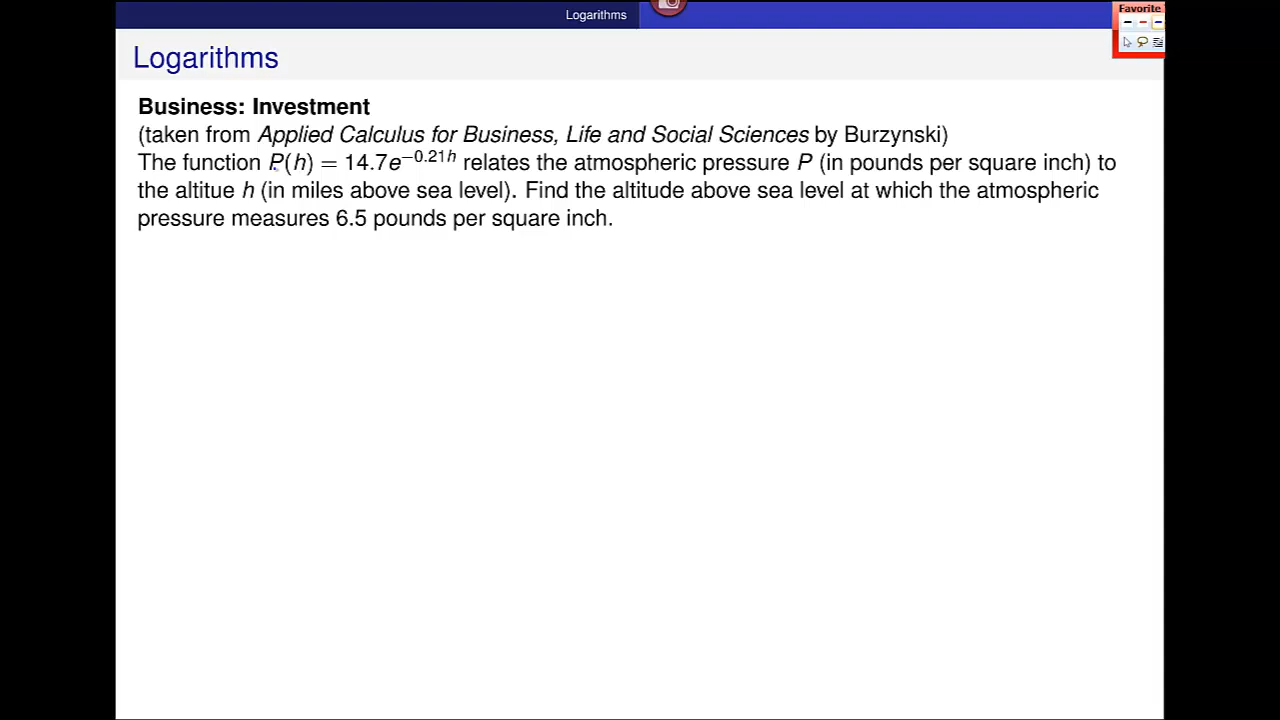 Logarithms
Favorite
Logarithms
Business: Investment
(taken from Applied Calculus for Business, Life and Social Sciences by Burzynski)
The function P(h) = 14.7e^{−0.21h} relates the atmospheric pressure P (in pounds per square inch) to
the altitue h (in miles above sea level). Find the altitude above sea level at which the atmospheric
pressure measures 6.5 pounds per square inch.